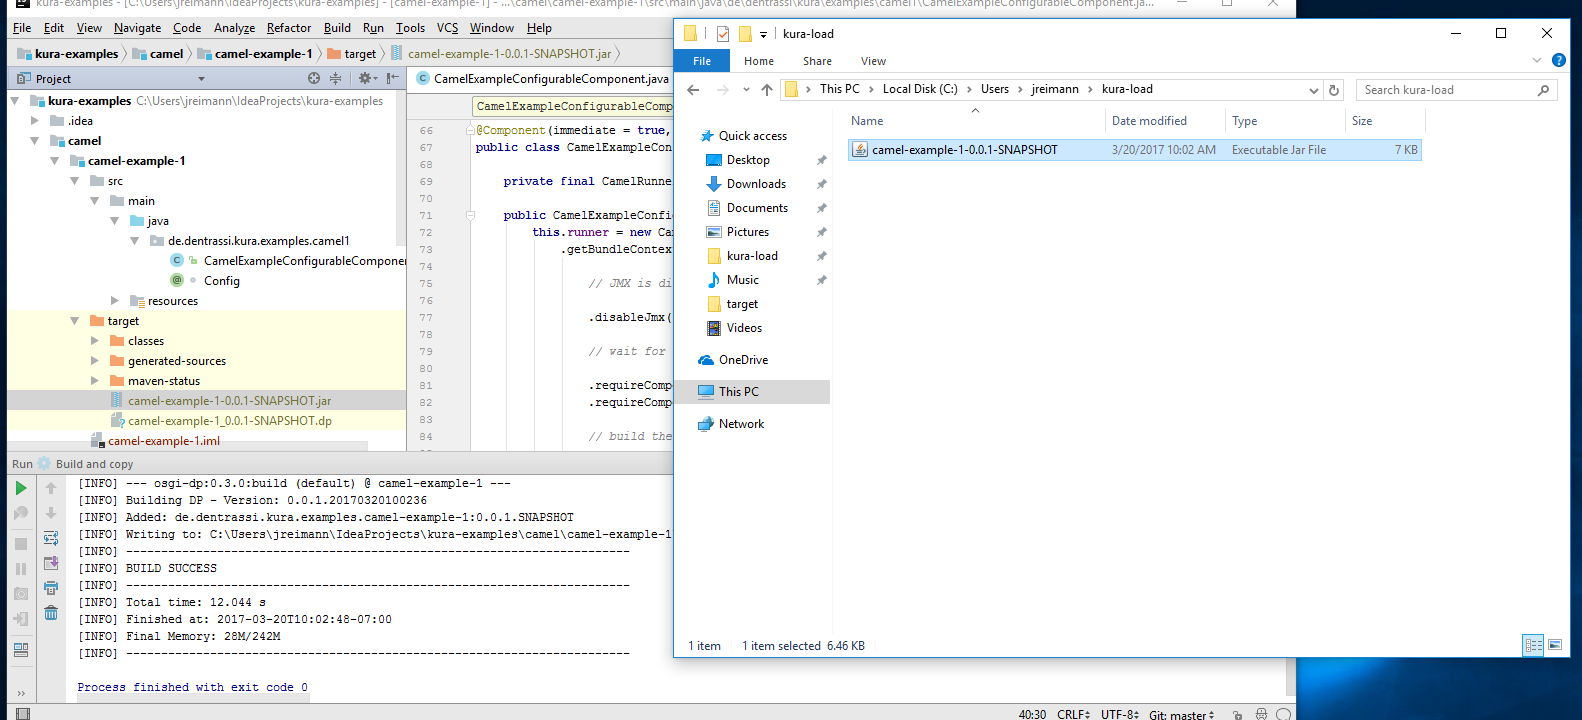 kura-examples - [C:\Users\jreimann\IdeaProjects\kura-examples] - [camel-example-1] - ...\camel\camel-example-1\src\main\java\de\dentrassi\kura\examples\camel1\CamelExampleConfigurableComponent.ja...
File Edit View Navigate Code Analyze Refactor Build Run Tools VCS Window Help
kura-examples camel camel-example-1 target camel-example-1-0.0.1-SNAPSHOT.jar
Project
kura-examples C:\Users\jreimann\IdeaProjects\kura-examples
.idea
camel
camel-example-1
src
main
java
de.dentrassi.kura.examples.camel1
CamelExampleConfigurableComponen
Config
resources
target
classes
generated-sources
maven-status
camel-example-1-0.0.1-SNAPSHOT.jar
camel-example-1_0.0.1-SNAPSHOT.dp
camel-example-1.iml
CamelExampleConfigurableComponent.java
CamelExampleConfigurableComp
66 @Component(immediate = true,
67 public class CamelExampleCon
68
69 private final CamelRunne
70
71 public CamelExampleConfi
72 this.runner = new Cam
73 .getBundleContex
74
75 // JMX is di
76
77 .disableJmx(
78
79 // wait for
80
81 .requireComp
82 .requireComp
83
84 // build the
Run Build and copy
[INFO] --- osgi-dp:0.3.0:build (default) @ camel-example-1 ---
[INFO] Building DP - Version: 0.0.1.20170320100236
[INFO] Added: de.dentrassi.kura.examples.camel-example-1:0.0.1.SNAPSHOT
[INFO] Writing to: C:\Users\jreimann\IdeaProjects\kura-examples\camel\camel-example-1
[INFO] ------------------------------------------------------------------------
[INFO] BUILD SUCCESS
[INFO] ------------------------------------------------------------------------
[INFO] Total time: 12.044 s
[INFO] Finished at: 2017-03-20T10:02:48-07:00
[INFO] Final Memory: 28M/242M
[INFO] ------------------------------------------------------------------------
Process finished with exit code 0
40:30 CRLF UTF-8 Git: master
kura-load
File Home Share View
This PC Local Disk (C:) Users jreimann kura-load
Search kura-load
Quick access
Desktop
Downloads
Documents
Pictures
kura-load
Music
target
Videos
OneDrive
This PC
Network
Name Date modified Type Size
camel-example-1-0.0.1-SNAPSHOT 3/20/2017 10:02 AM Executable Jar File 7 KB
1 item 1 item selected 6.46 KB